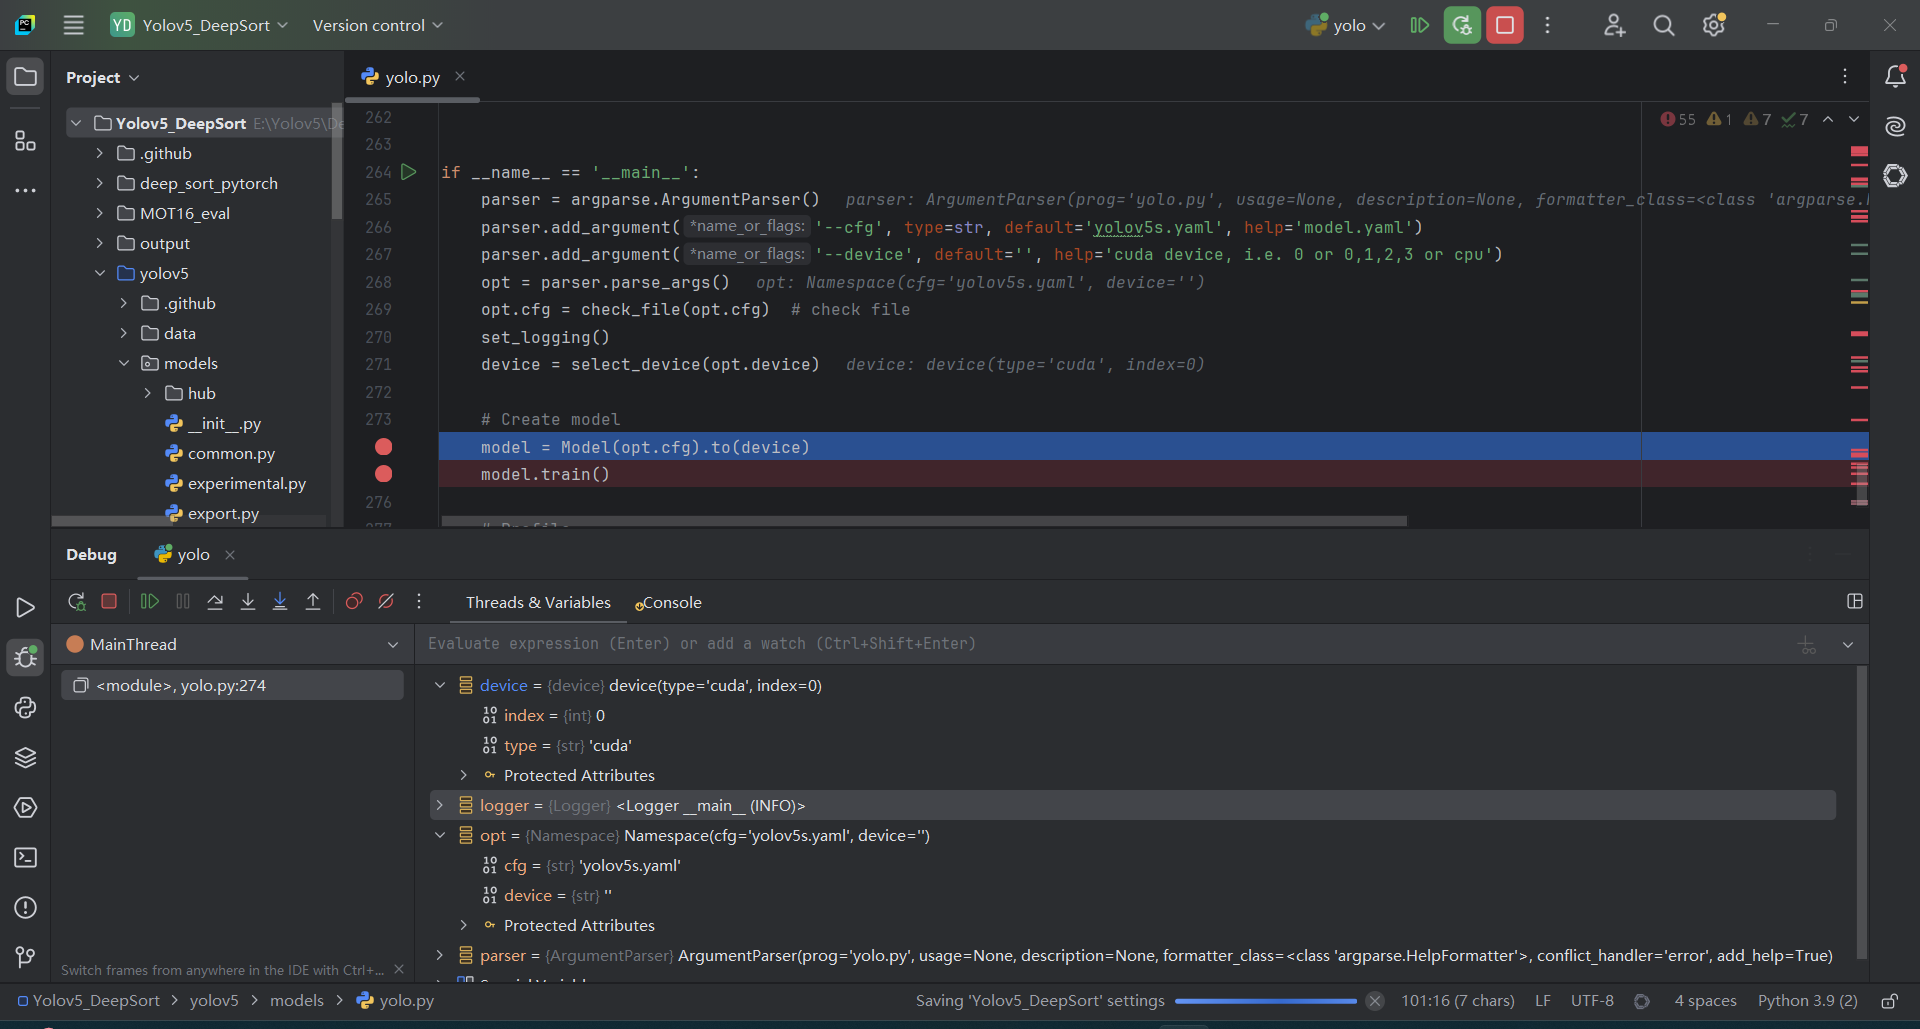 YD Yolov5_DeepSort Version control yolo
Project
yolo.py
Yolov5_DeepSort E:\Yolov5\De
.github
deep_sort_pytorch
MOT16_eval
output
yolov5
.github
data
models
hub
__init__.py
common.py
experimental.py
export.py
55 1 7 7
262
263
264 if __name__ == '__main__':
265 parser = argparse.ArgumentParser() parser: ArgumentParser(prog='yolo.py', usage=None, description=None, formatter_class=<class 'argparse.
266 parser.add_argument( *name_or_flags: '--cfg', type=str, default='yolov5s.yaml', help='model.yaml')
267 parser.add_argument( *name_or_flags: '--device', default='', help='cuda device, i.e. 0 or 0,1,2,3 or cpu')
268 opt = parser.parse_args() opt: Namespace(cfg='yolov5s.yaml', device='')
269 opt.cfg = check_file(opt.cfg) # check file
270 set_logging()
271 device = select_device(opt.device) device: device(type='cuda', index=0)
272
273 # Create model
model = Model(opt.cfg).to(device)
model.train()
276
Debug yolo
Threads & Variables Console
MainThread
<module>, yolo.py:274
Evaluate expression (Enter) or add a watch (Ctrl+Shift+Enter)
device = {device} device(type='cuda', index=0)
index = {int} 0
type = {str} 'cuda'
Protected Attributes
logger = {Logger} <Logger __main__ (INFO)>
opt = {Namespace} Namespace(cfg='yolov5s.yaml', device='')
cfg = {str} 'yolov5s.yaml'
device = {str} ''
Protected Attributes
parser = {ArgumentParser} ArgumentParser(prog='yolo.py', usage=None, description=None, formatter_class=<class 'argparse.HelpFormatter'>, conflict_handler='error', add_help=True)
Switch frames from anywhere in the IDE with Ctrl+...
Yolov5_DeepSort > yolov5 > models > yolo.py
Saving 'Yolov5_DeepSort' settings 101:16 (7 chars) LF UTF-8 4 spaces Python 3.9 (2)